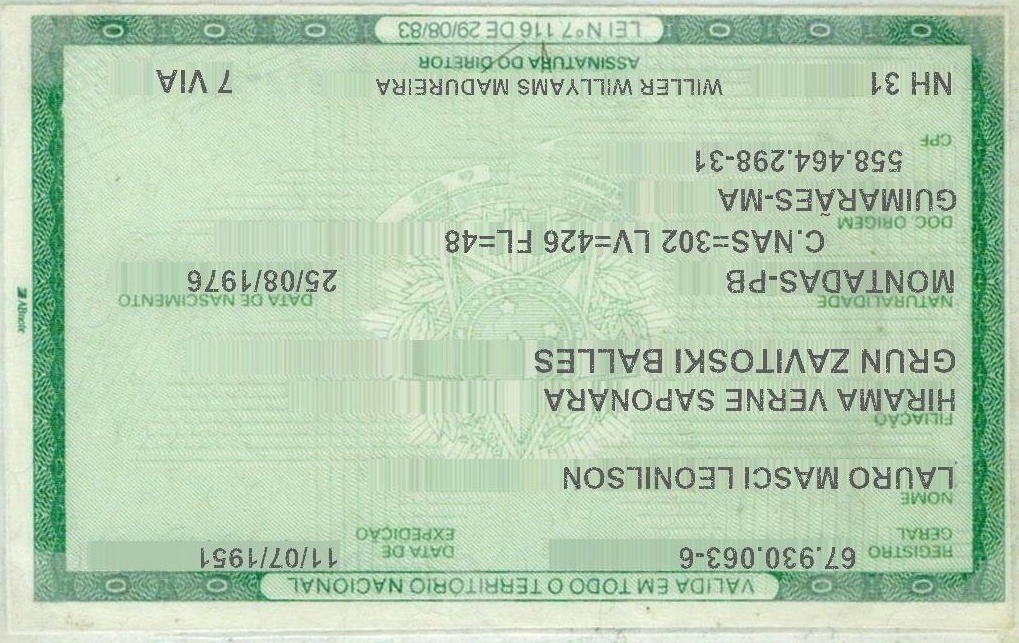 VALIDA EM TODO O TERRITÓRIO NACIONAL
REGISTRO GERAL 67.930.063-6 DATA DE EXPEDIÇÃO 11/07/1951
NOME
LAURO MASCI LEONILSON
FILIAÇÃO
HIRAMA VERNE SAPONARA
GRUN ZAVITOSKI BALLES
NATURALIDADE DATA DE NASCIMENTO
MONTADAS-PB 25/08/1976
C.NAS=302 LV=426 FL=48
DOC. ORIGEM
GUIMARÃES-MA
558.464.298-31
CPF
NH 31 WILLER WILLYAMS MADUREIRA 7 VIA
ASSINATURA DO DIRETOR
LEI Nº 7.116 DE 29/08/83
ABnote